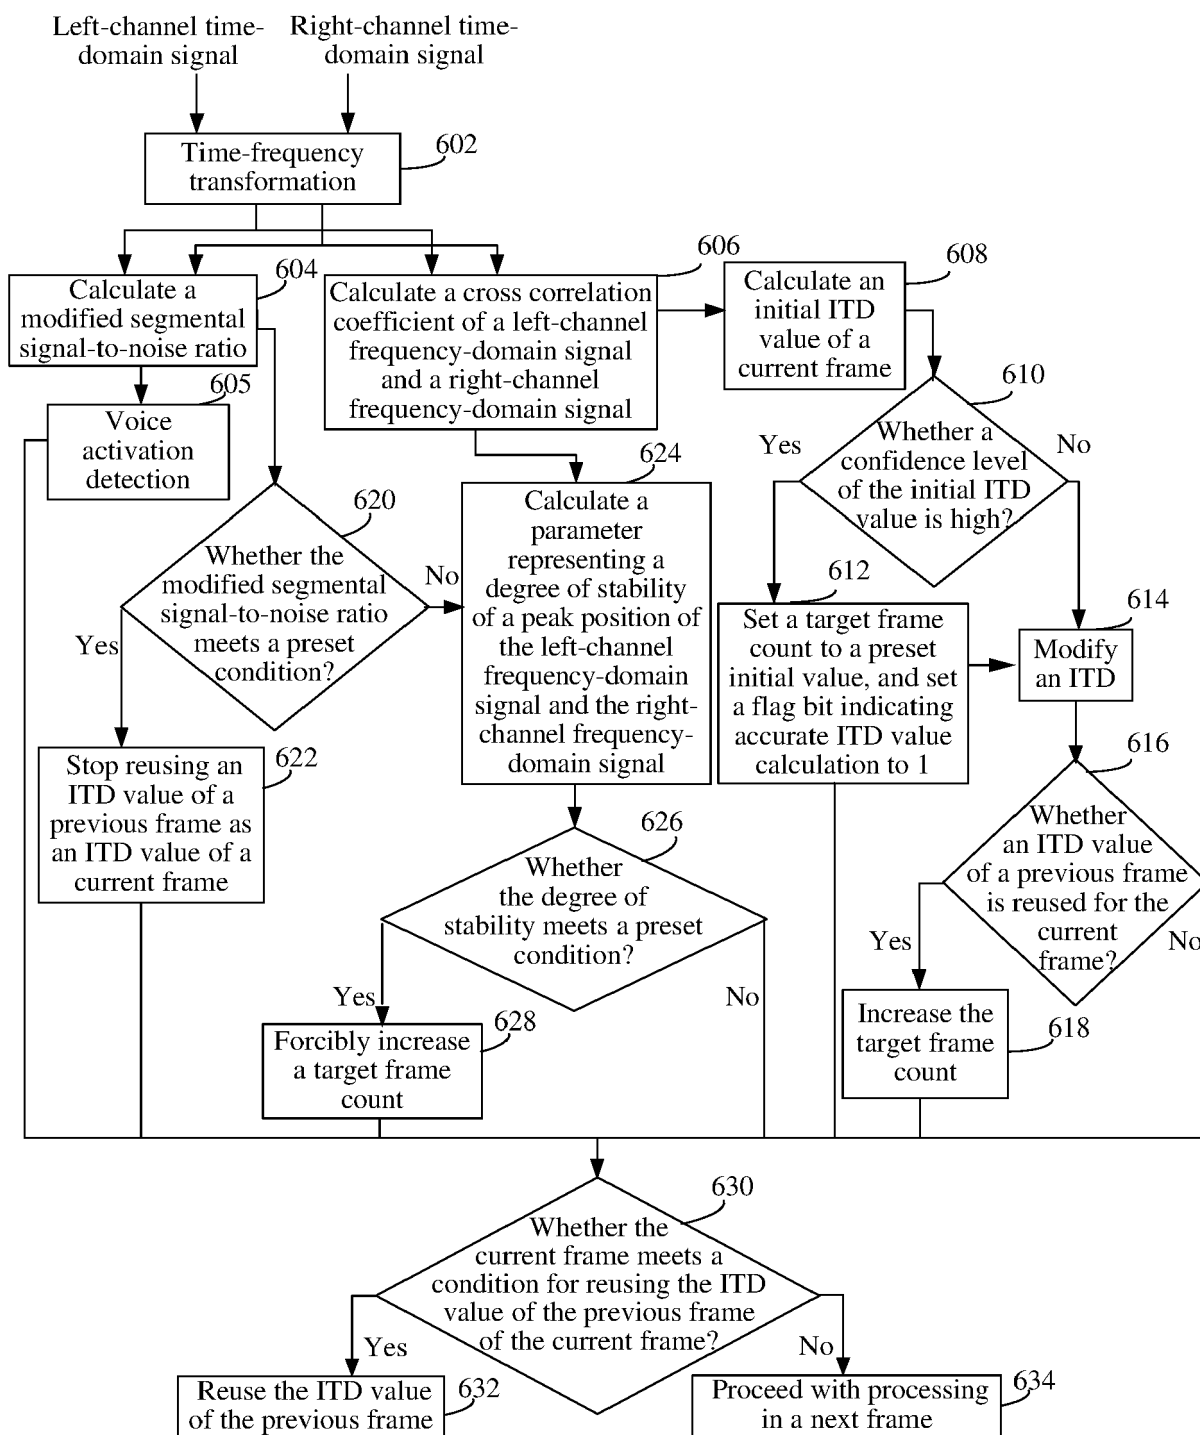 Left-channel time-
domain signal
Right-channel time-
domain signal
Time-frequency
transformation
602
604
Calculate a
modified segmental
signal-to-noise ratio
606
Calculate a cross correlation
coefficient of a left-channel
frequency-domain signal
and a right-channel
frequency-domain signal
608
Calculate an
initial ITD
value of a
current frame
605
Voice
activation
detection
610
Whether a
confidence level
of the initial ITD
value is high?
Yes
No
620
Whether the
modified segmental
signal-to-noise ratio
meets a preset
condition?
Yes
No
624
Calculate a
parameter
representing a
degree of stability
of a peak position of
the left-channel
frequency-domain
signal and the right-
channel frequency-
domain signal
612
Set a target frame
count to a preset
initial value, and set
a flag bit indicating
accurate ITD value
calculation to 1
614
Modify
an ITD
622
Stop reusing an
ITD value of a
previous frame as
an ITD value of a
current frame
616
Whether
an ITD value
of a previous frame
is reused for the
current
frame?
Yes
No
626
Whether
the degree of
stability meets a preset
condition?
Yes
No
628
Forcibly increase
a target frame
count
618
Increase the
target frame
count
630
Whether the
current frame meets a
condition for reusing the ITD
value of the previous frame
of the current frame?
Yes
No
632
Reuse the ITD value
of the previous frame
634
Proceed with processing
in a next frame